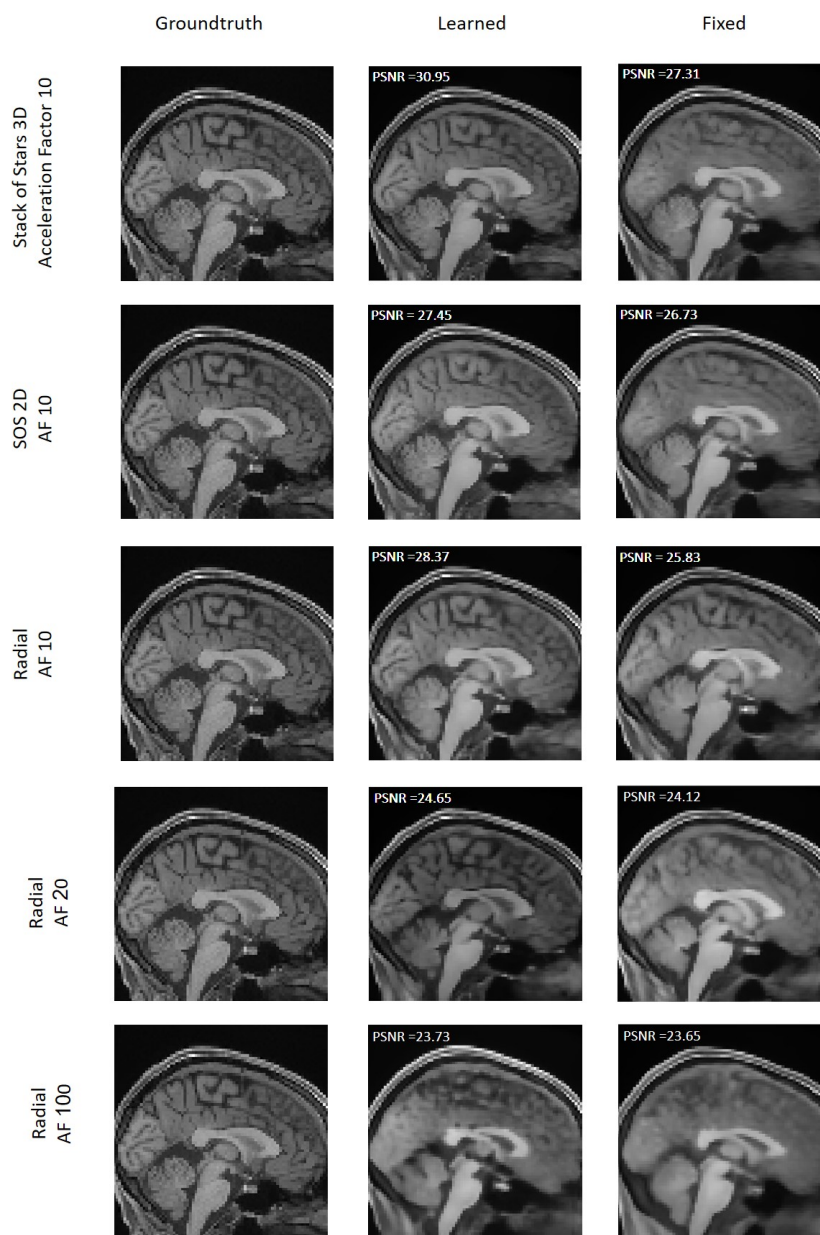 Groundtruth
Learned
Fixed
Stack of Stars 3D
Acceleration Factor 10
PSNR =30.95
PSNR =27.31
SOS 2D
AF 10
PSNR = 27.45
PSNR =26.73
Radial
AF 10
PSNR =28.37
PSNR = 25.83
Radial
AF 20
PSNR =24.65
PSNR =24.12
Radial
AF 100
PSNR =23.73
PSNR =23.65